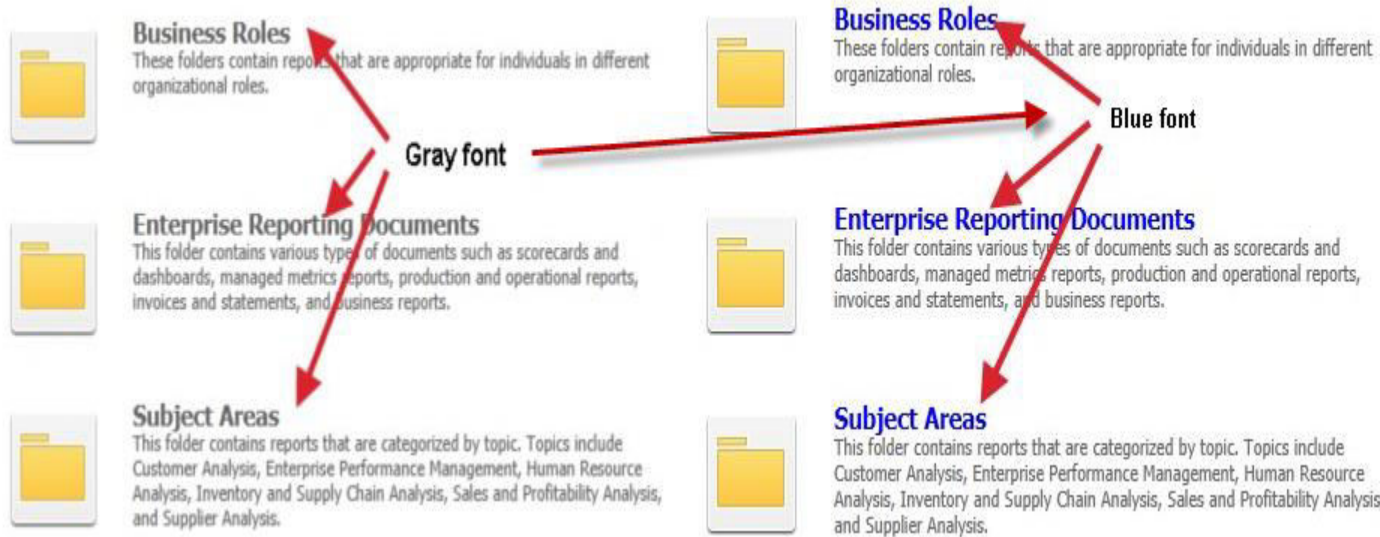 Business Roles
These folders contain reports that are appropriate for individuals in different
organizational roles.
Gray font
Enterprise Reporting Documents
This folder contains various types of documents such as scorecards and
dashboards, managed metrics reports, production and operational reports,
invoices and statements, and business reports.
Subject Areas
This folder contains reports that are categorized by topic. Topics include
Customer Analysis, Enterprise Performance Management, Human Resource
Analysis, Inventory and Supply Chain Analysis, Sales and Profitability Analysis,
and Supplier Analysis.
Business Roles
These folders contain reports that are appropriate for individuals in different
organizational roles.
Blue font
Enterprise Reporting Documents
This folder contains various types of documents such as scorecards and
dashboards, managed metrics reports, production and operational reports,
invoices and statements, and business reports.
Subject Areas
This folder contains reports that are categorized by topic. Topics include
Customer Analysis, Enterprise Performance Management, Human Resource
Analysis, Inventory and Supply Chain Analysis, Sales and Profitability Analysis
and Supplier Analysis.